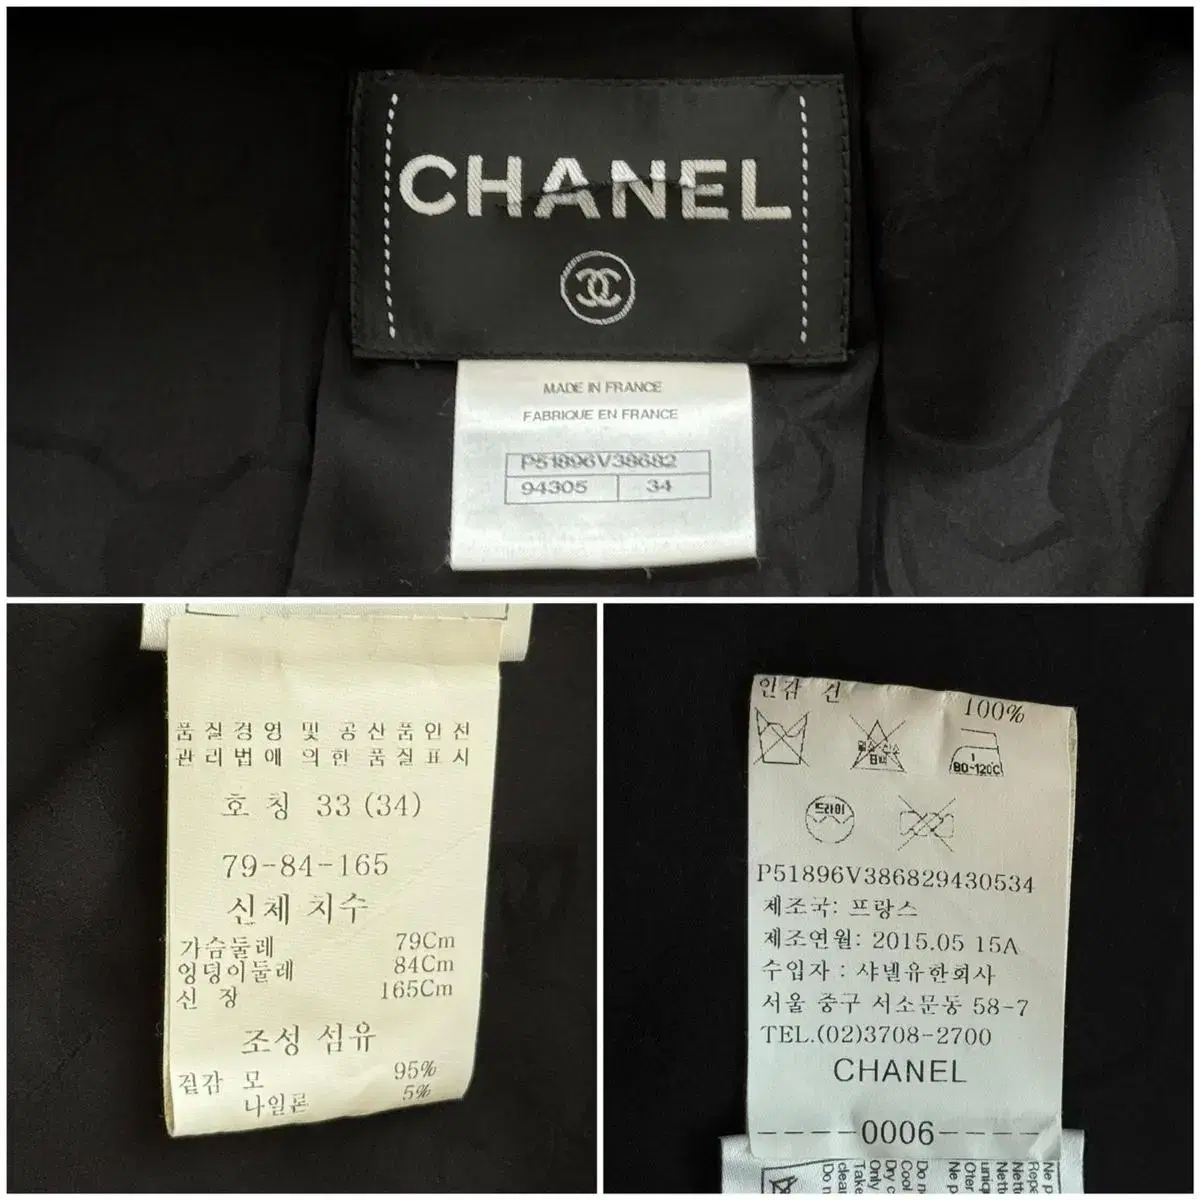 CHANEL
MADE IN FRANCE
FABRIQUE EN FRANCE
P51896V38682
94305 34
품질경영 및 공산품안전
관리법에 의한 품질표시
호칭 33 (34)
79-84-165
신체 치수
가슴둘레 79Cm
엉덩이둘레 84Cm
신 장 165Cm
조성 섬유
겉감 모 95%
나일론 5%
안감 견 100%
80~120℃
드라이
P51896V386829430534
제조국: 프랑스
제조연월: 2015.05 15A
수입자 : 샤넬유한회사
서울 중구 서소문동 58-7
TEL.(02)3708-2700
CHANEL
----0006----